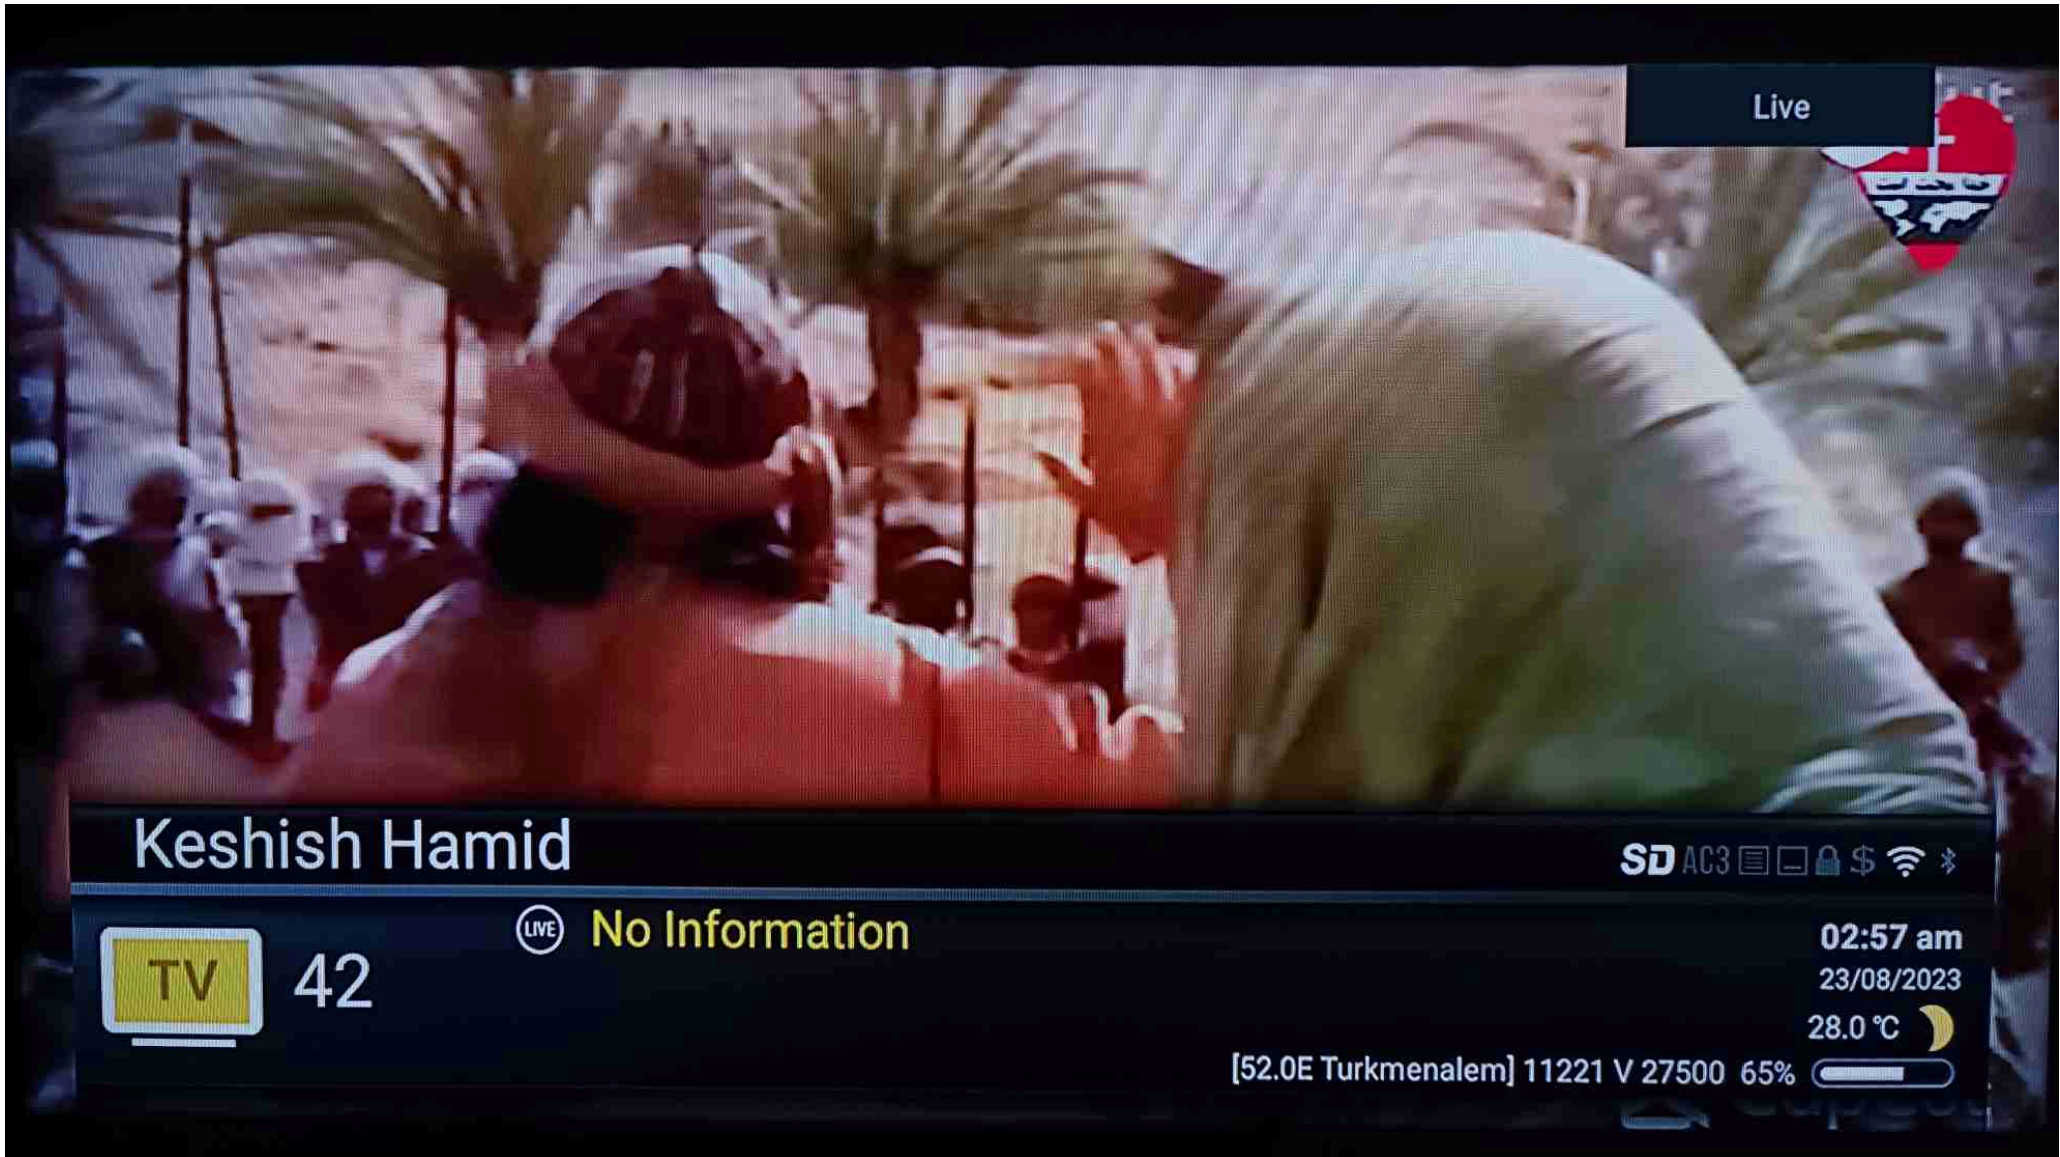 Live
Keshish Hamid
SD AC3 $
LIVE No Information
TV 42
02:57 am
23/08/2023
28.0 °C
[52.0E Turkmenalem] 11221 V 27500 65%